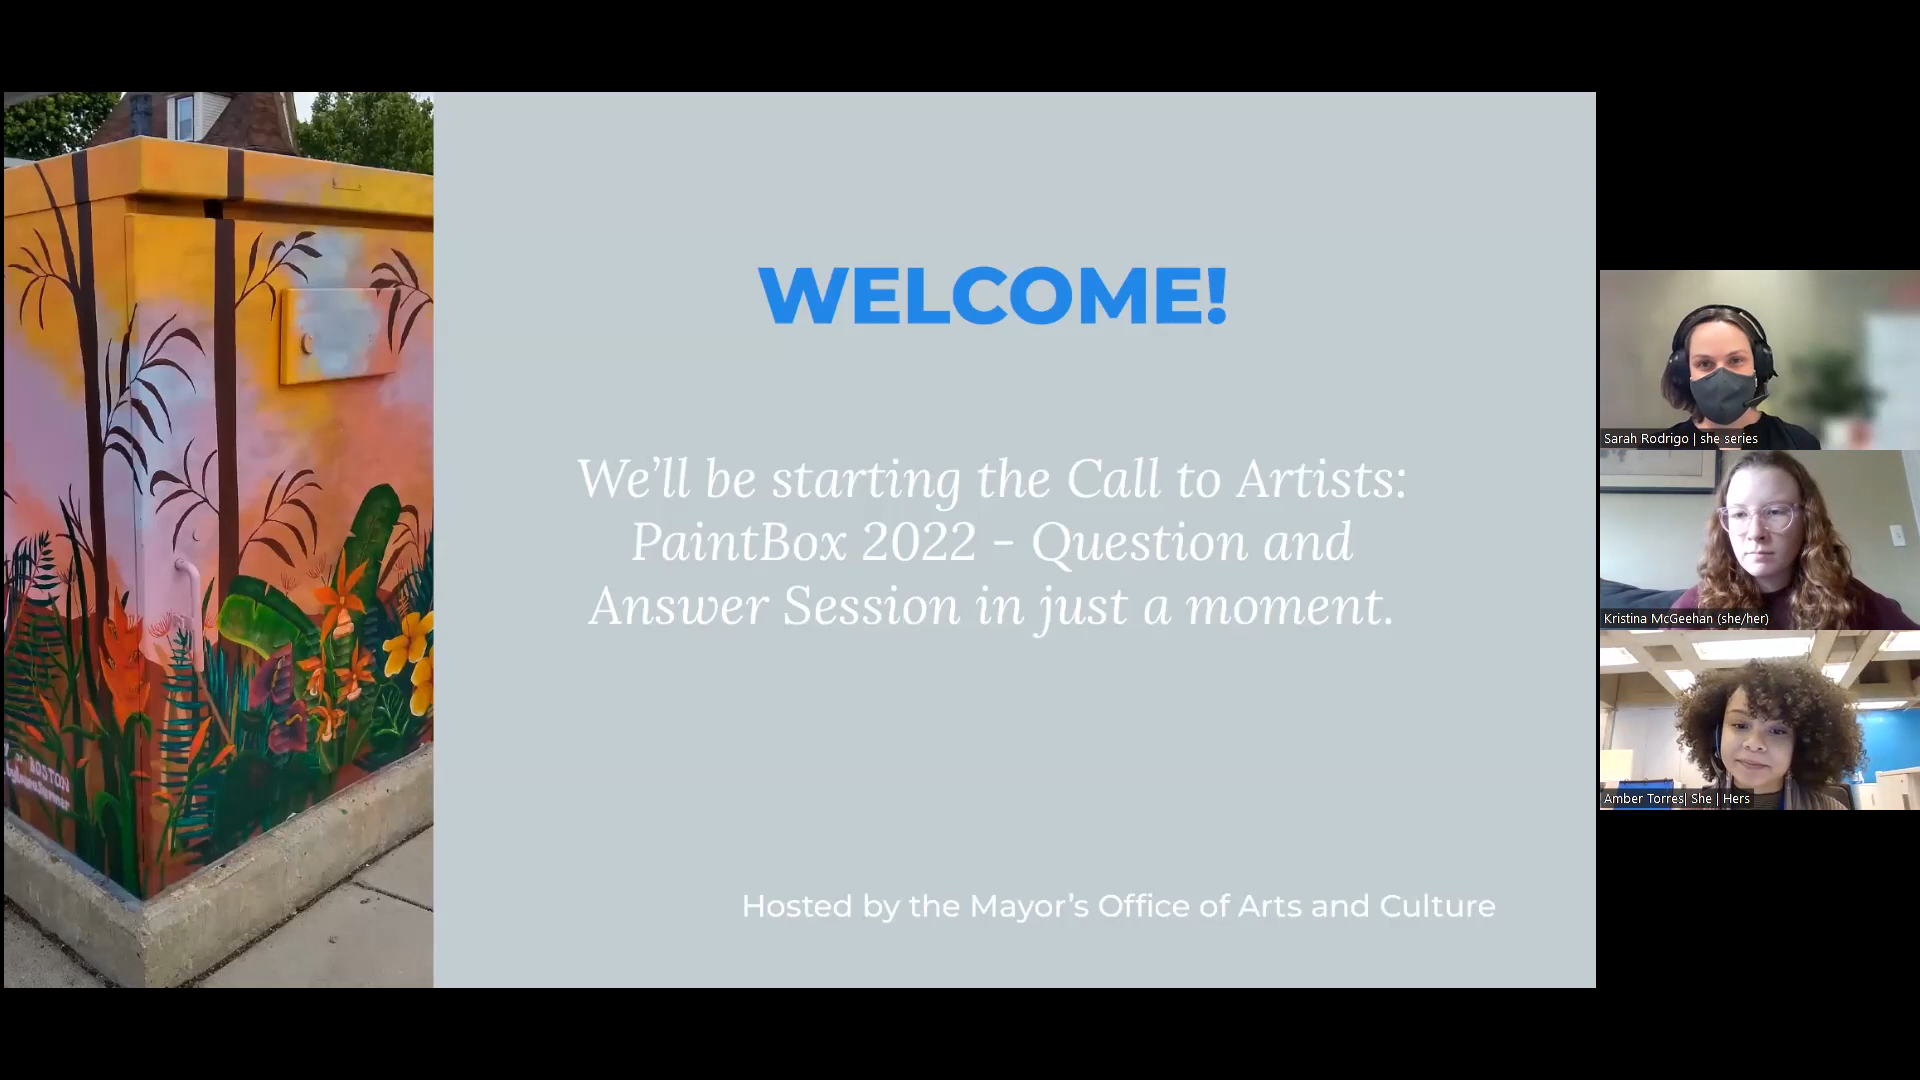 WELCOME!
We'll be starting the Call to Artists:
PaintBox 2022 - Question and
Answer Session in just a moment.
Hosted by the Mayor's Office of Arts and Culture
BOSTON
Sarah Rodrigo | she series
Kristina McGeehan (she/her)
Amber Torres| She | Hers